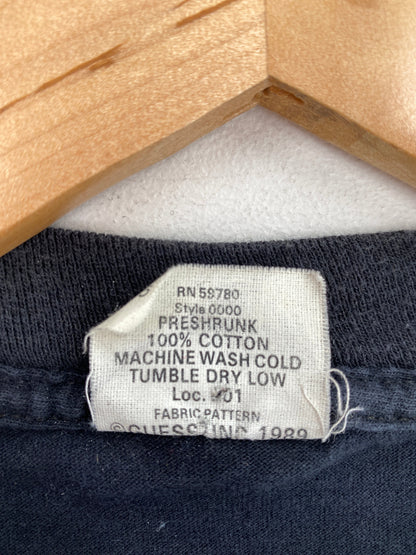 RN 59780
Style 0000
PRESHRUNK
100% COTTON
MACHINE WASH COLD
TUMBLE DRY LOW
Loc. 01
FABRIC PATTERN
©GUESS? INC 1989